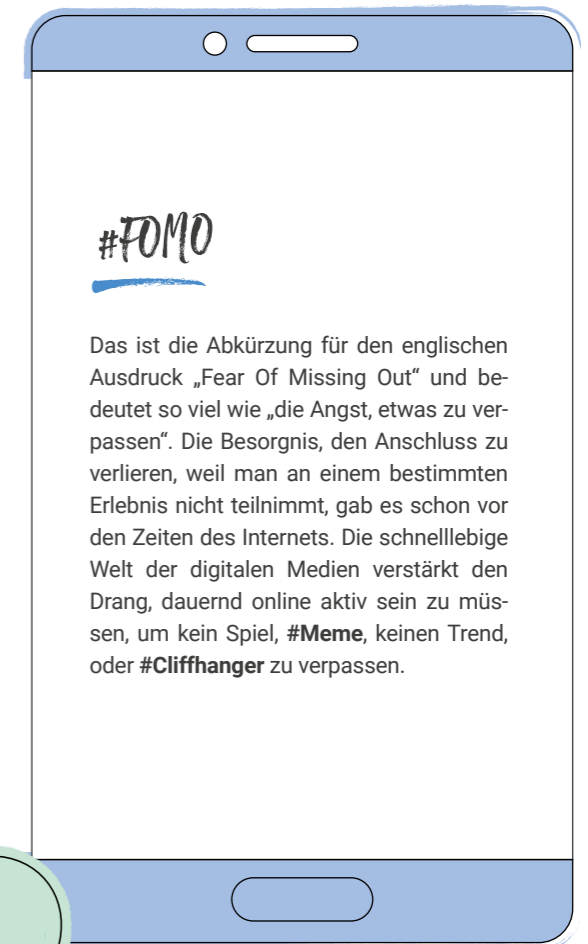 #FOMO
Das ist die Abkürzung für den englischen
Ausdruck „Fear Of Missing Out“ und be-
deutet so viel wie „die Angst, etwas zu ver-
passen“. Die Besorgnis, den Anschluss zu
verlieren, weil man an einem bestimmten
Erlebnis nicht teilnimmt, gab es schon vor
den Zeiten des Internets. Die schnelllebige
Welt der digitalen Medien verstärkt den
Drang, dauernd online aktiv sein zu müs-
sen, um kein Spiel, #Meme, keinen Trend,
oder #Cliffhanger zu verpassen.